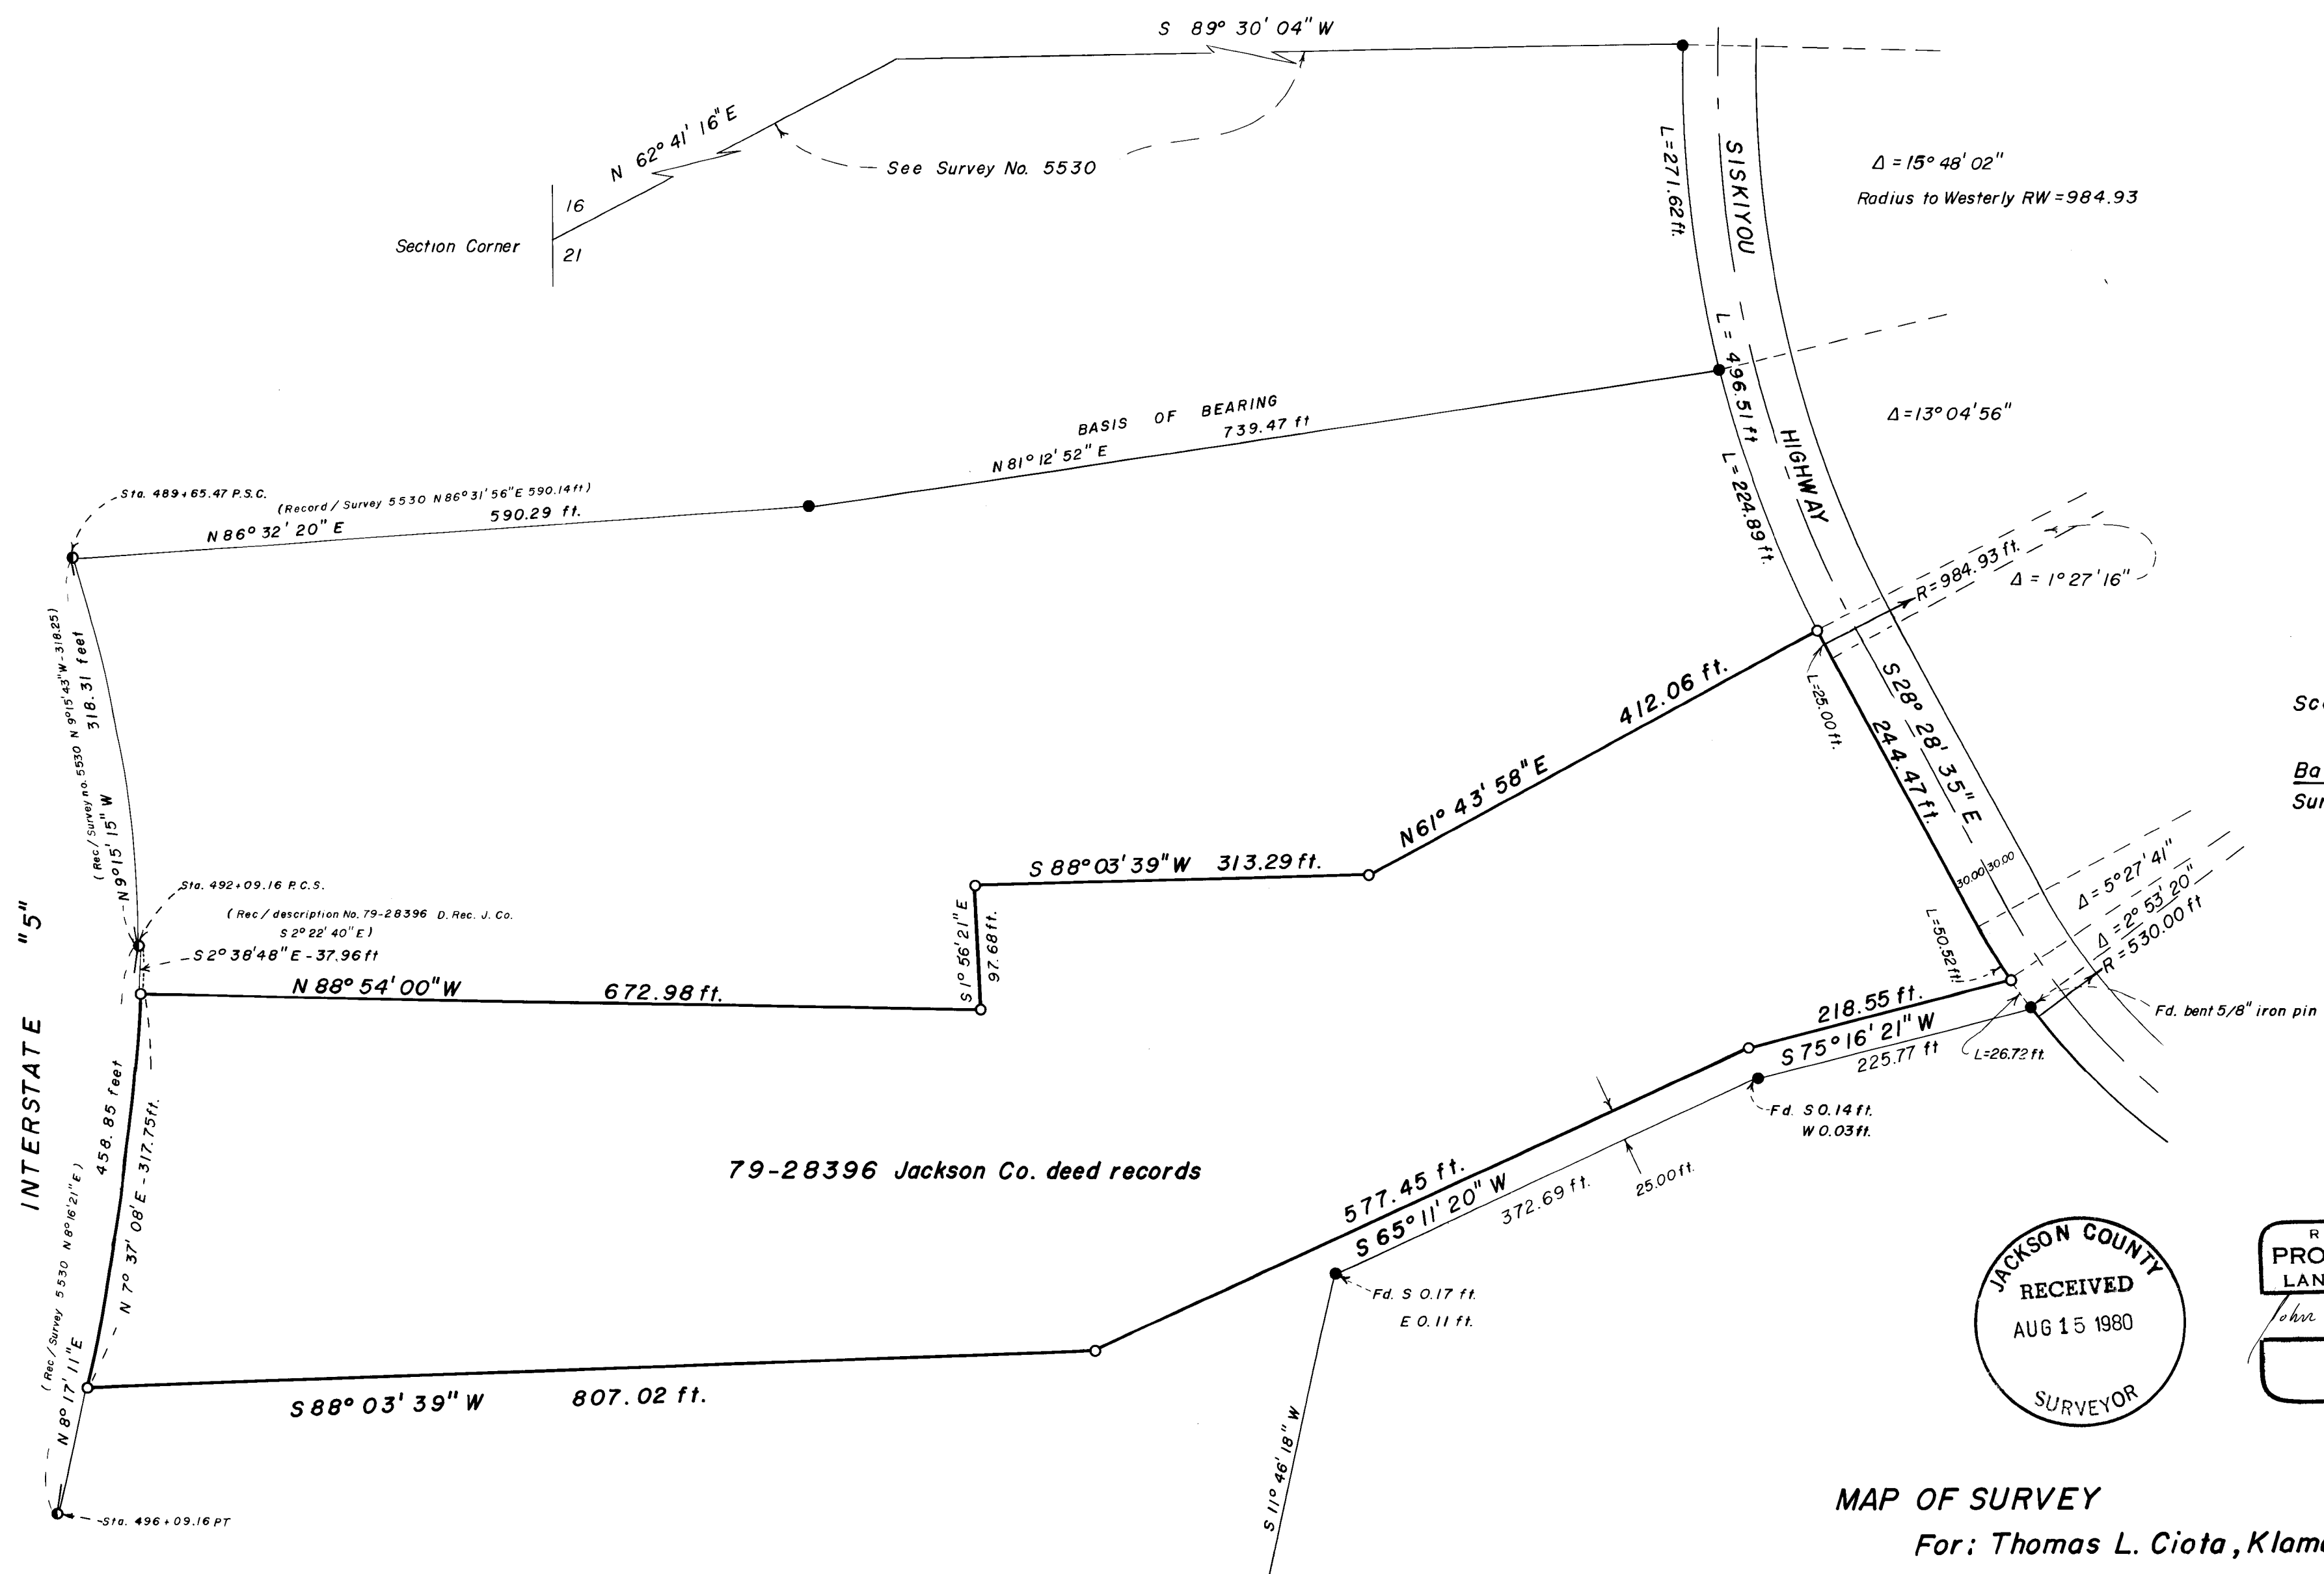 S 89° 30' 04" W
N 62° 41' 16" E
See Survey No. 5530
16
Section Corner
21
L=271.62 ft.
SISKIYOU
Δ = 15° 48' 02"
Radius to Westerly RW = 984.93
L = 496.51 ft
HIGHWAY
Δ = 13° 04' 56"
BASIS OF BEARING
739.47 ft
N 81° 12' 52" E
L = 224.89 ft.
Sta. 489+65.47 P.S.C.
(Record / Survey 5530 N 86° 31' 56" E 590.14 ft)
590.29 ft.
N 86° 32' 20" E
R = 984.93 ft.
Δ = 1° 27' 16"
(Rec / Survey no. 5530 N 9° 15' 43" W - 318.25)
318.31 feet
N 9° 15' 15" W
412.06 ft.
N 61° 43' 58" E
L=25.00 ft.
S 28° 28' 35" E
244.47 ft.
30.00 30.00
Sc
Ba
Sur
S 88° 03' 39" W 313.29 ft.
S 1° 56' 21" E
97.68 ft.
Sta. 492+09.16 P.C.S.
(Rec / description No. 79-28396 D. Rec. J. Co.
S 2° 22' 40" E)
S 2° 38' 48" E - 37.96 ft
N 88° 54' 00" W 672.98 ft.
Δ = 5° 27' 41"
Δ = 2° 53' 20"
R = 530.00 ft
L=50.52 ft.
Fd. bent 5/8" iron pin
218.55 ft.
S 75° 16' 21" W
225.77 ft
L=26.72 ft.
INTERSTATE "5"
458.85 feet
N 7° 37' 08' E - 317.75 ft.
(Rec / Survey 5530 N 8° 16' 21" E)
N 8° 17' 11" E
Fd. S 0.14 ft.
W 0.03 ft.
79-28396 Jackson Co. deed records
577.45 ft.
S 65° 11' 20" W
372.69 ft.
25.00 ft.
Fd. S 0.17 ft.
E 0.11 ft.
S 88° 03' 39" W 807.02 ft.
S 11° 46' 18" W
Sta. 496+09.16 PT
JACKSON COUNTY
RECEIVED
AUG 15 1980
SURVEYOR
R
PRO
LAN
John
MAP OF SURVEY
For: Thomas L. Ciota, Klam